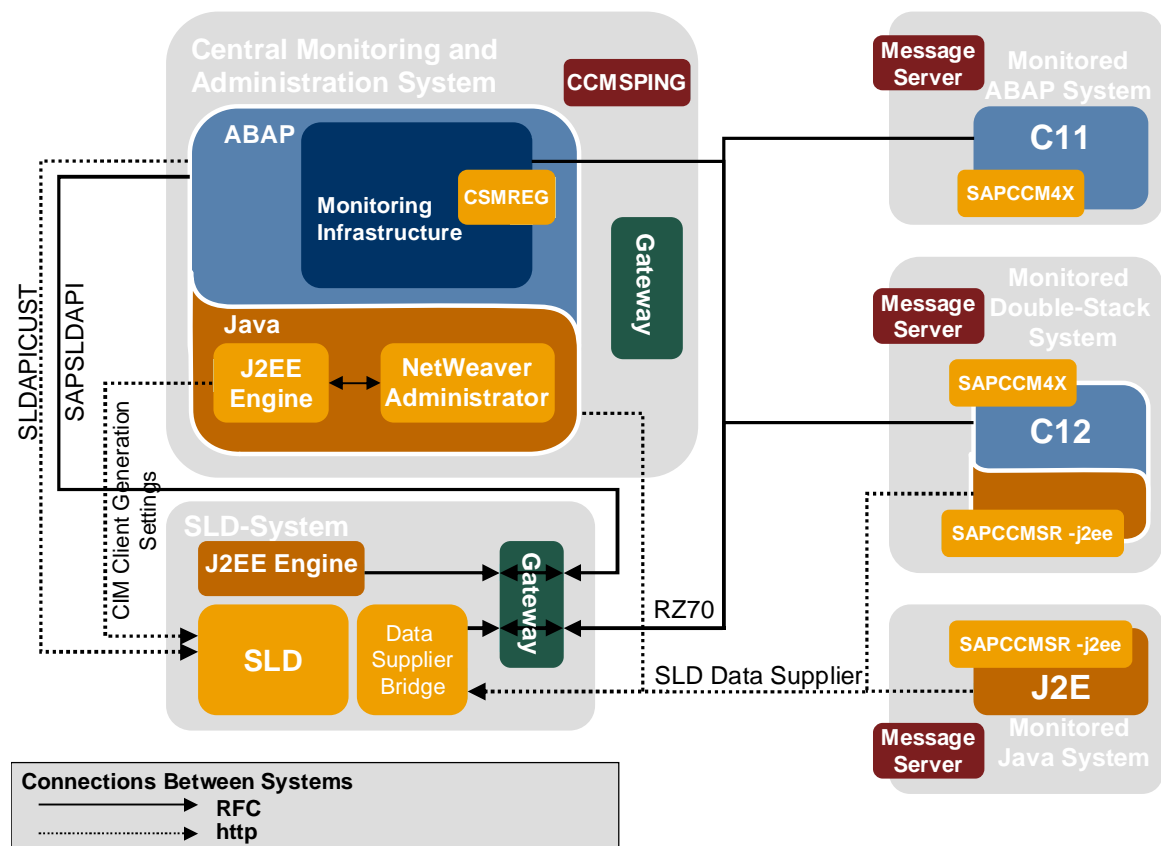 Central Monitoring and
Administration System
CCMSPING
ABAP
Monitoring
Infrastructure
CSMREG
Gateway
Java
J2EE
Engine
NetWeaver
Administrator
SLDAPICUST
SAPSLDAPI
CIM Client Generation
Settings
SLD-System
J2EE Engine
Gateway
SLD
Data
Supplier
Bridge
RZ70
SLD Data Supplier
Message
Server
Monitored
ABAP System
C11
SAPCCM4X
Message
Server
Monitored
Double-Stack
System
SAPCCM4X
C12
SAPCCMSR -j2ee
SAPCCMSR -j2ee
J2E
Message
Server
Monitored
Java System
Connections Between Systems
RFC
http